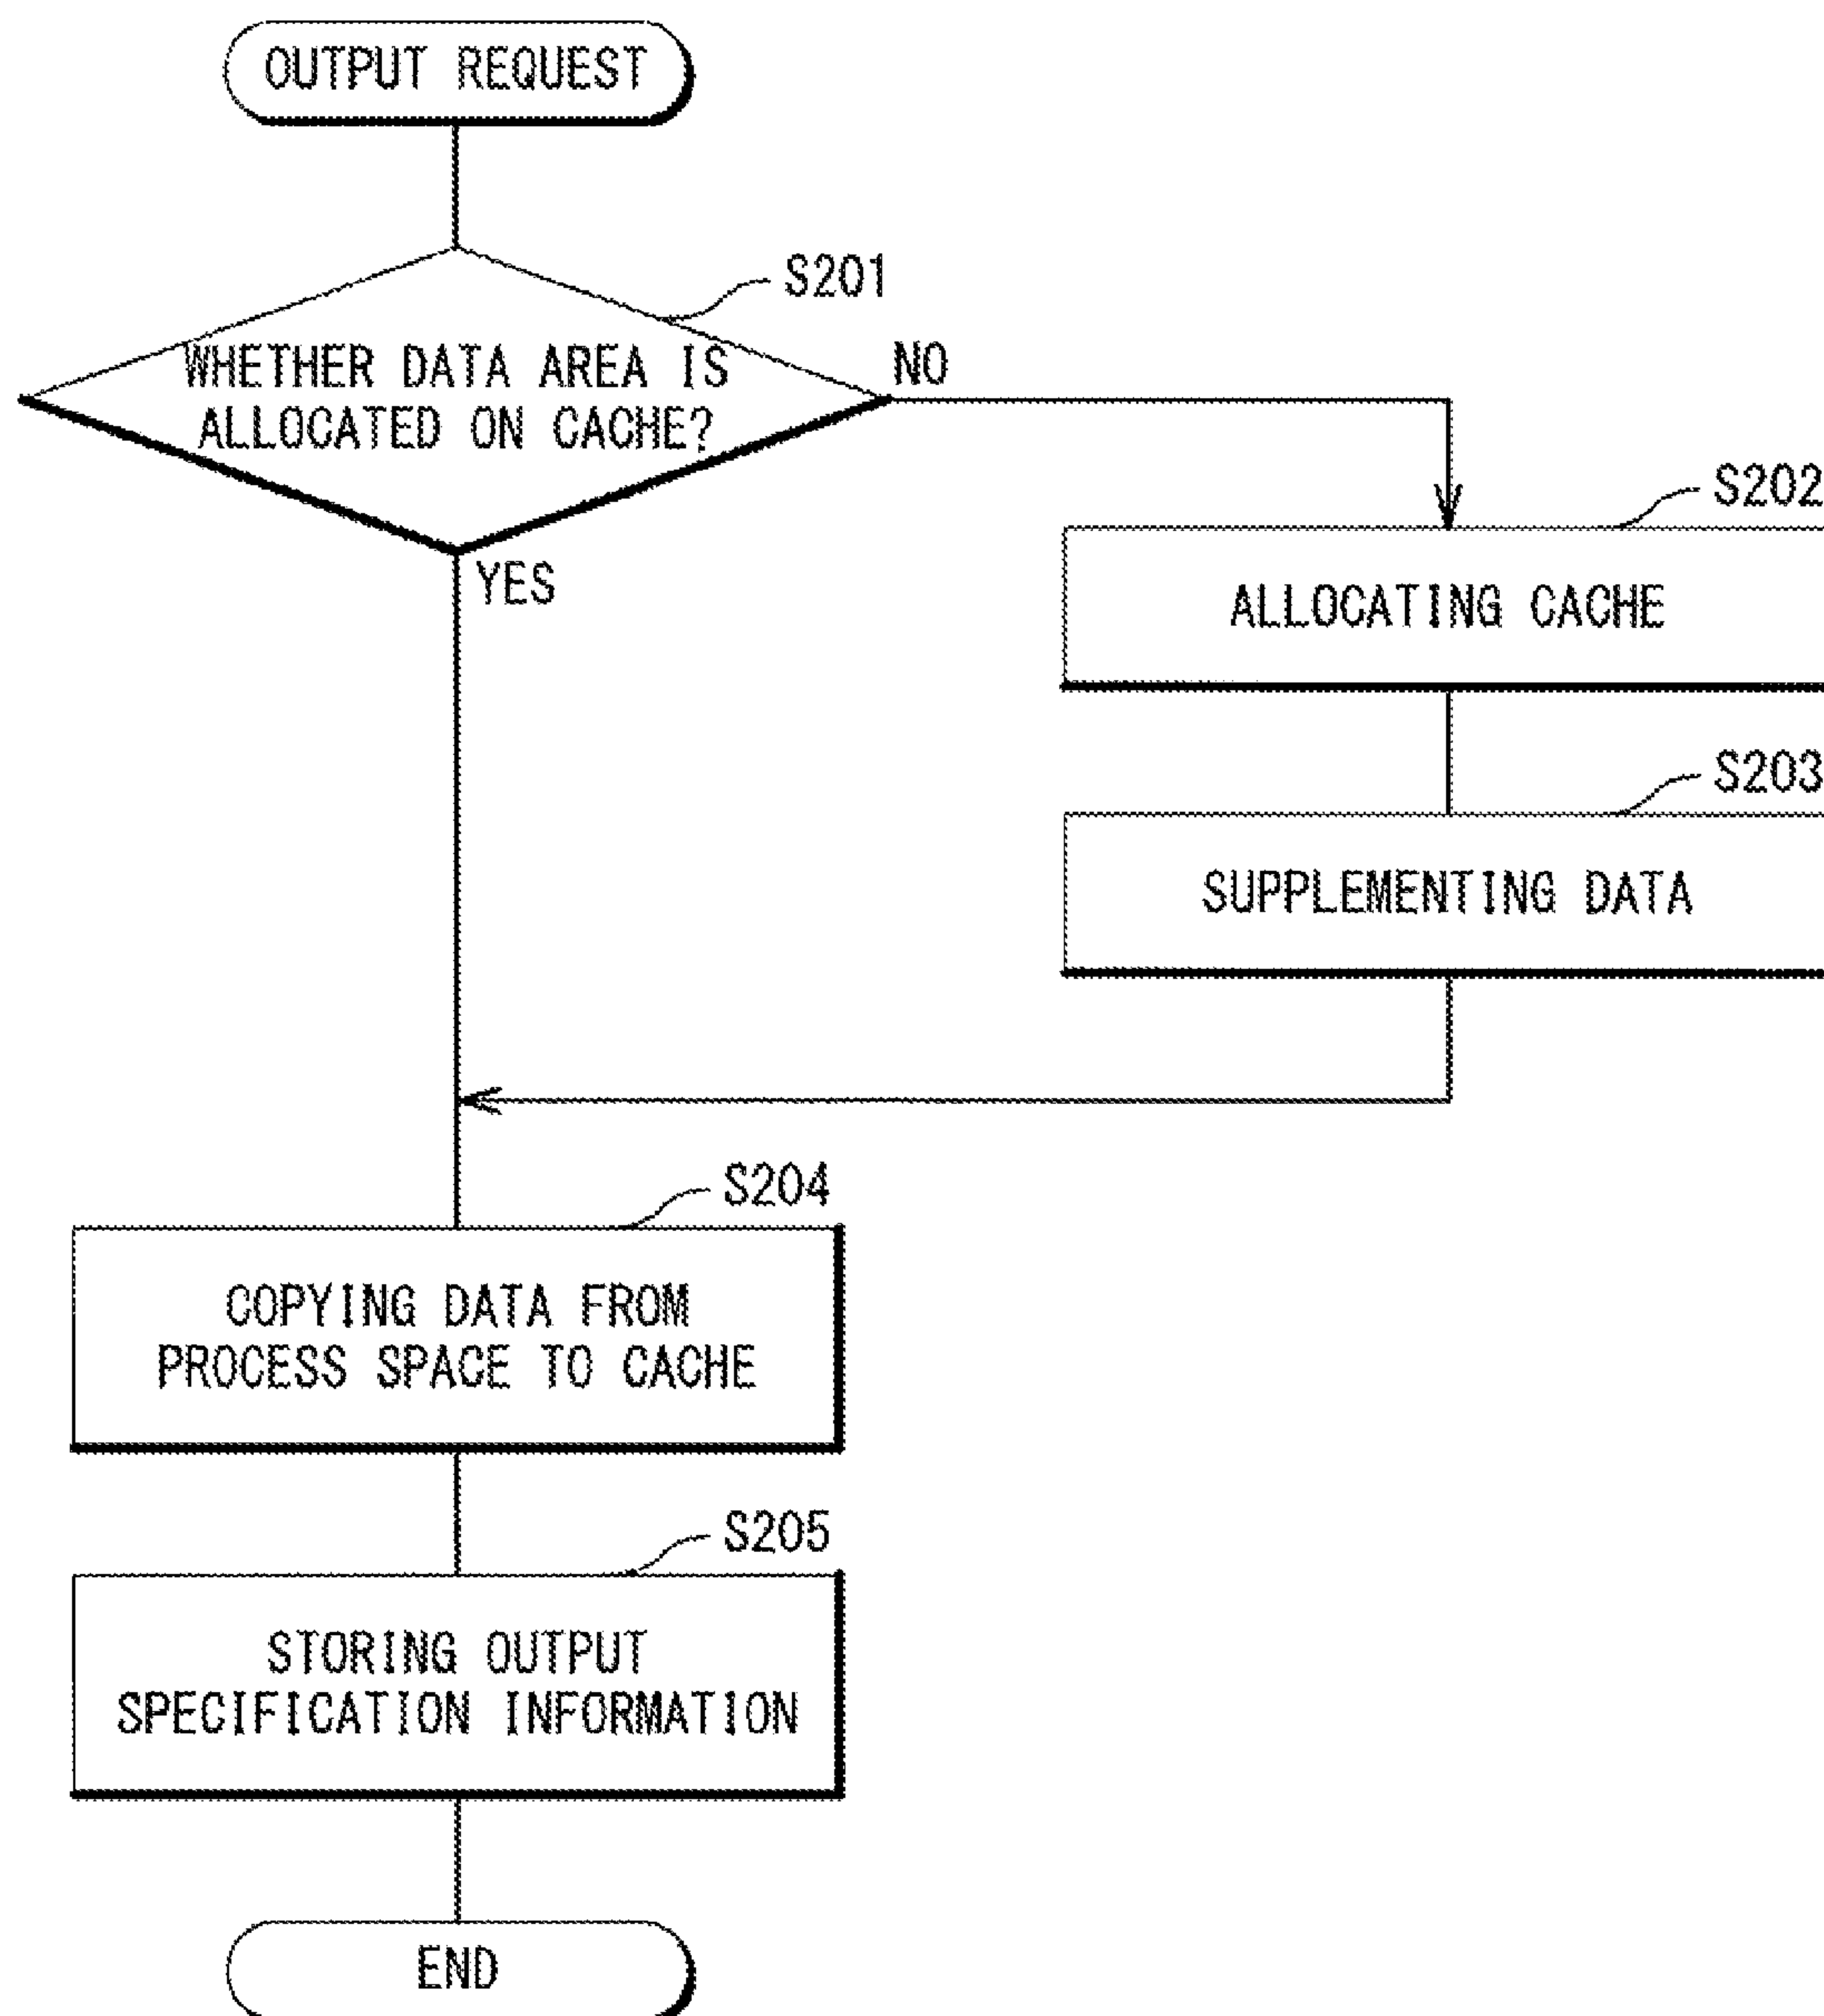 OUTPUT REQUEST
S201
WHETHER DATA AREA IS
ALLOCATED ON CACHE?
NO
YES
S202
ALLOCATING CACHE
S203
SUPPLEMENTING DATA
S204
COPYING DATA FROM
PROCESS SPACE TO CACHE
S205
STORING OUTPUT
SPECIFICATION INFORMATION
END